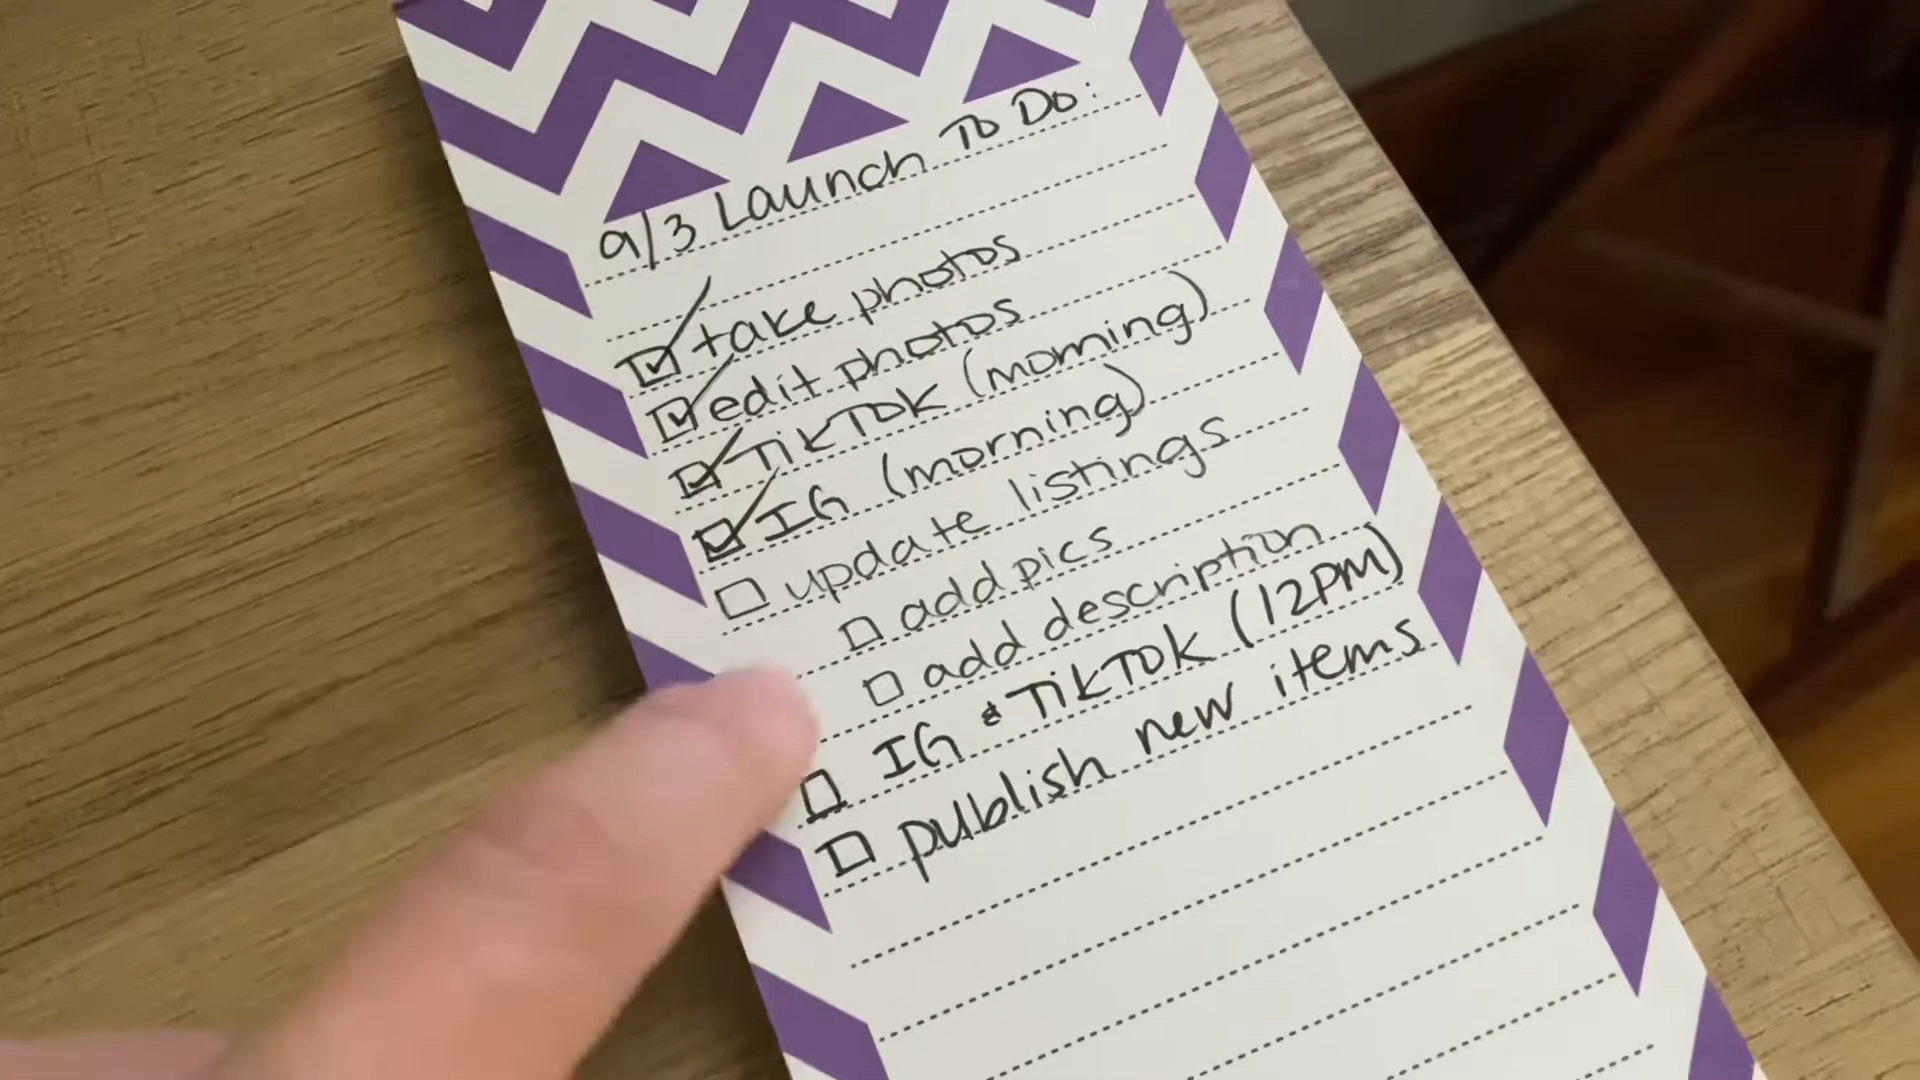 9/3 Launch To Do:
☑ take photos
☑ edit photos
☑ TikTok (morning)
☑ IG (morning)
☐ update listings
☐ add pics
☐ add description
☐ IG & TikTok (12PM)
☐ publish new items